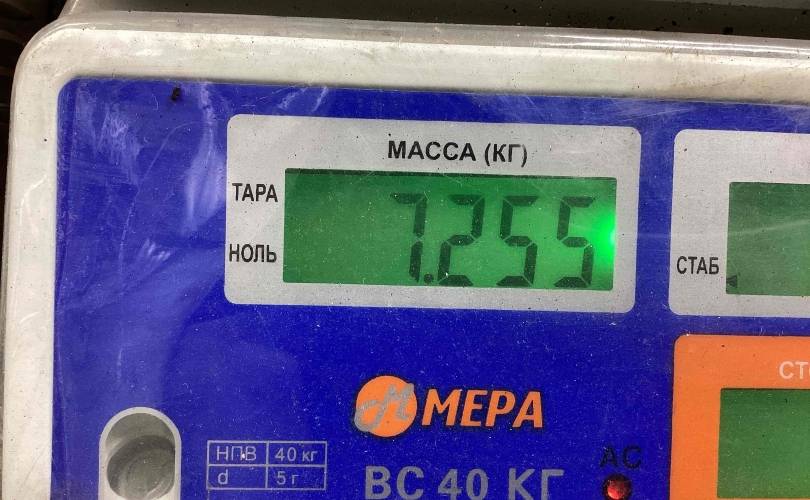 МАССА (КГ)
ТАРА
7.255
НОЛЬ
СТАБ
МЕРА
НПВ 40 кг
d 5 г
ВС 40 КГ
АС